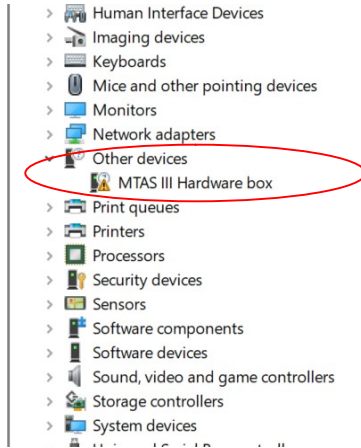 Human Interface Devices
Imaging devices
Keyboards
Mice and other pointing devices
Monitors
Network adapters
Other devices
MTAS III Hardware box
Print queues
Printers
Processors
Security devices
Sensors
Software components
Software devices
Sound, video and game controllers
Storage controllers
System devices